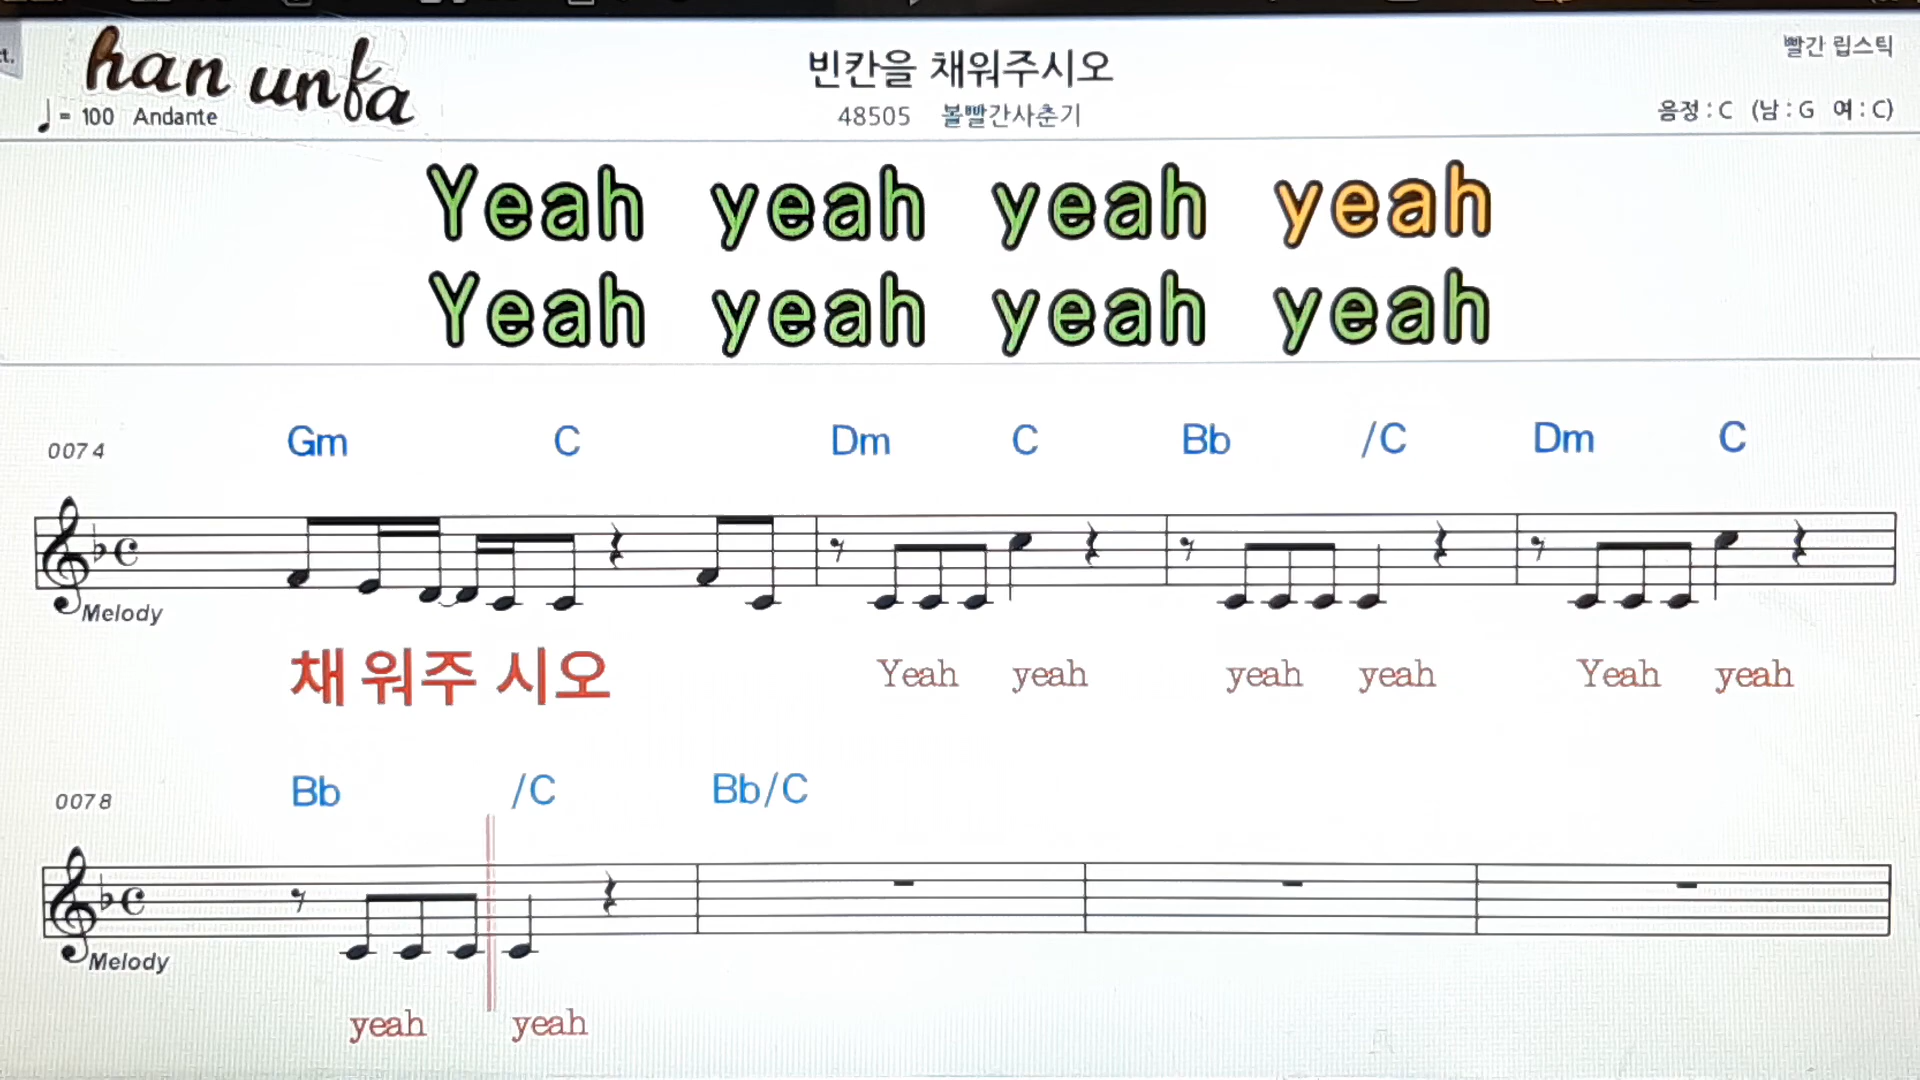 han unfa
빈칸을 채워주시오
빨간 립스틱
♩= 100 Andante
48505 볼빨간사춘기
음정 : C (남 : G 여 : C)
Yeah yeah yeah yeah
Yeah yeah yeah yeah
0074 Gm C Dm C Bb /C Dm C
Melody
채 워주 시오 Yeah yeah yeah yeah Yeah yeah
0078 Bb /C Bb/C
Melody
yeah yeah